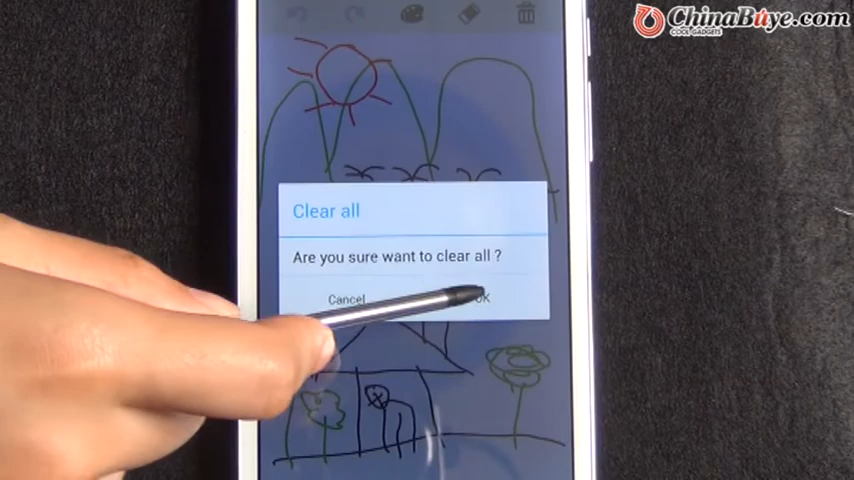 ChinaBuye.com
COOL GADGETS
Clear all
Are you sure want to clear all ?
Cancel
OK